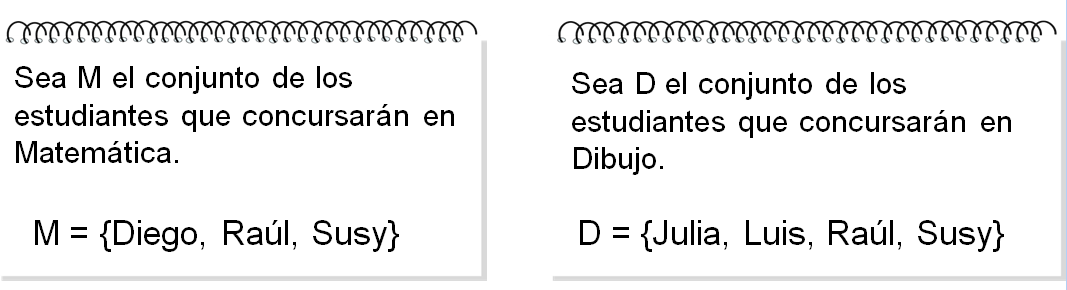 Sea M el conjunto de los
estudiantes que concursarán en
Matemática.
M = {Diego, Raúl, Susy}
Sea D el conjunto de los
estudiantes que concursarán en
Dibujo.
D = {Julia, Luis, Raúl, Susy}